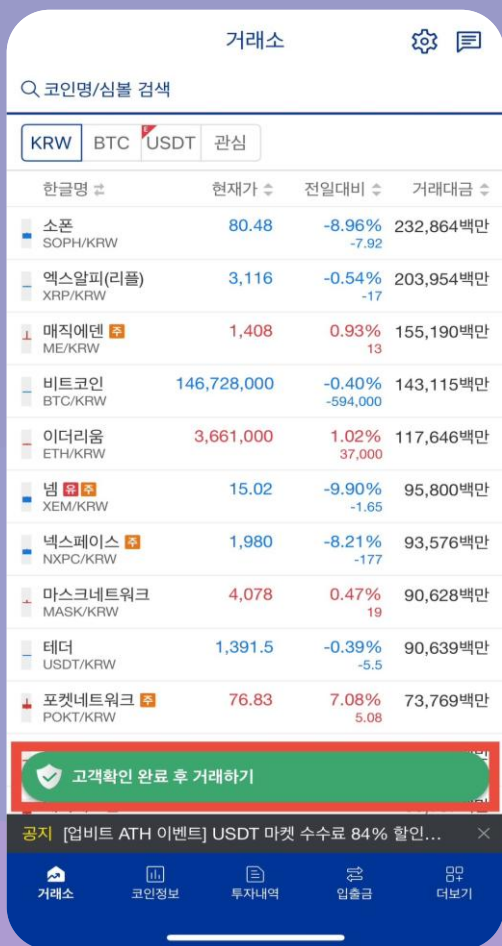 거래소
코인명/심볼 검색
KRW BTC USDT 관심
한글명 현재가 전일대비 거래대금
소폰 80.48 -8.96% 232,864백만
SOPH/KRW -7.92
엑스알피(리플) 3,116 -0.54% 203,954백만
XRP/KRW -17
매직에덴 주 1,408 0.93% 155,190백만
ME/KRW 13
비트코인 146,728,000 -0.40% 143,115백만
BTC/KRW -594,000
이더리움 3,661,000 1.02% 117,646백만
ETH/KRW 37,000
넴 유 주 15.02 -9.90% 95,800백만
XEM/KRW -1.65
넥스페이스 주 1,980 -8.21% 93,576백만
NXPC/KRW -177
마스크네트워크 4,078 0.47% 90,628백만
MASK/KRW 19
테더 1,391.5 -0.39% 90,639백만
USDT/KRW -5.5
포켓네트워크 주 76.83 7.08% 73,769백만
POKT/KRW 5.08
고객확인 완료 후 거래하기
공지 [업비트 ATH 이벤트] USDT 마켓 수수료 84% 할인...
거래소 코인정보 투자내역 입출금 더보기